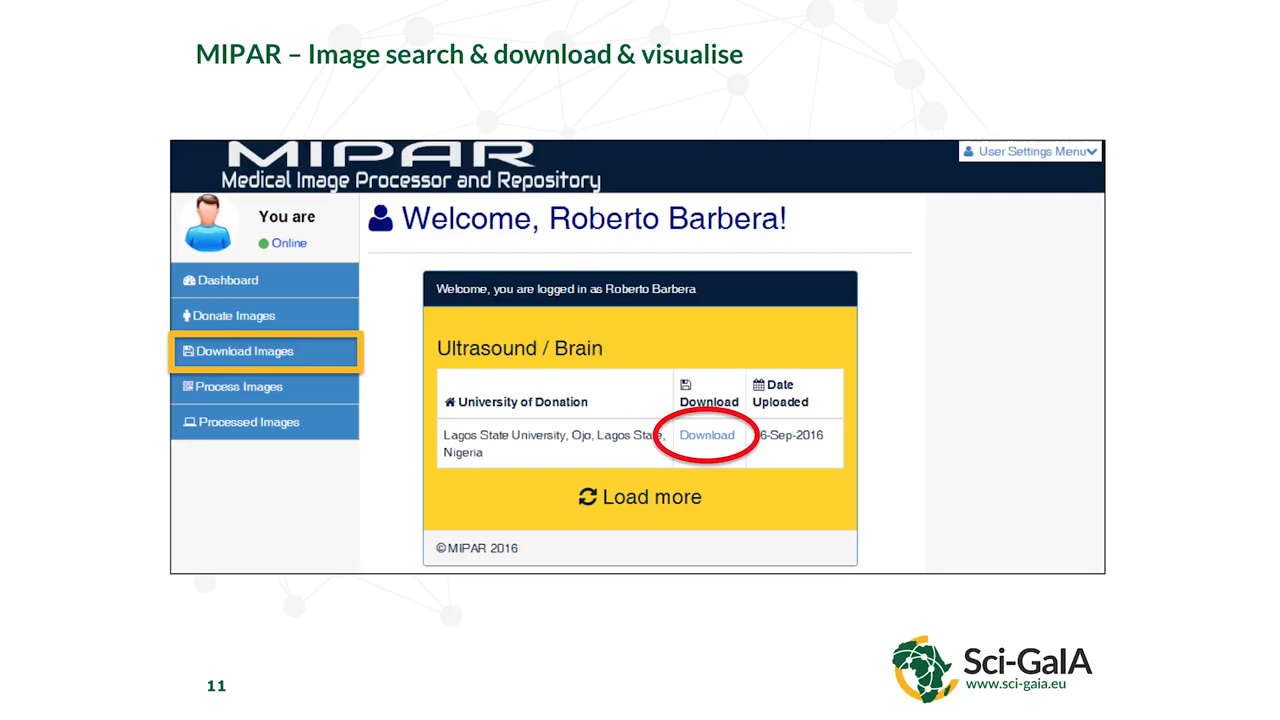 MIPAR – Image search & download & visualise
MIPAR
Medical Image Processor and Repository
User Settings Menu
You are
Online
Welcome, Roberto Barbera!
Dashboard
Donate Images
Download Images
Process Images
Processed Images
Welcome, you are logged in as Roberto Barbera
Ultrasound / Brain
University of Donation
Download
Date
Uploaded
Lagos State University, Ojo, Lagos State,
Nigeria
Download
6-Sep-2016
Load more
© MIPAR 2016
11
Sci-GaIA
www.sci-gaia.eu